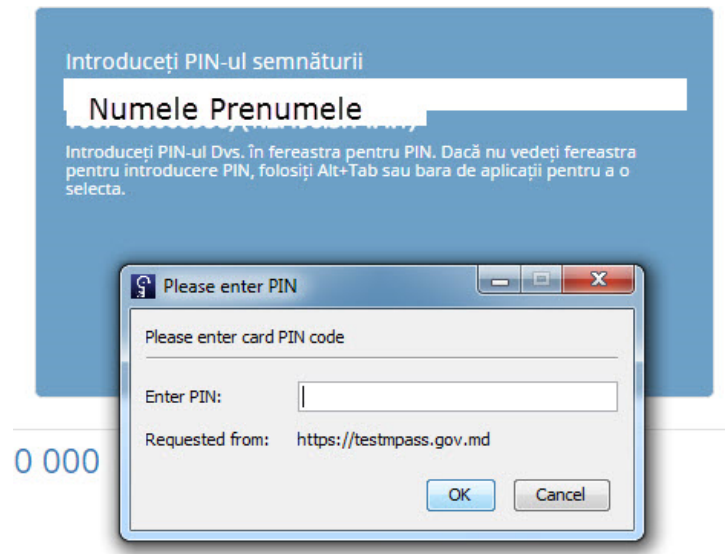 Introduceți PIN-ul semnăturii
Numele Prenumele
Introduceți PIN-ul Dvs. în fereastra pentru PIN. Dacă nu vedeți fereastra
pentru introducere PIN, folosiți Alt+Tab sau bara de aplicații pentru a o
selecta.
Please enter PIN
Please enter card PIN code
Enter PIN:
Requested from: https://testmpass.gov.md
0 000
OK Cancel